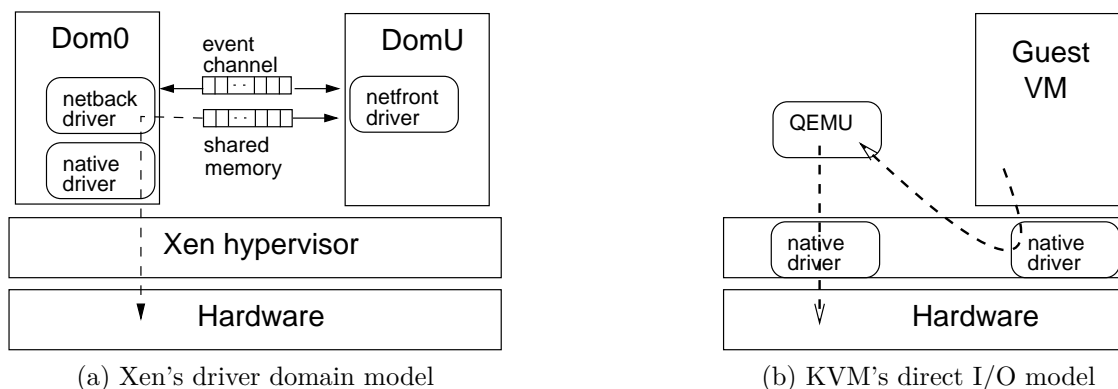 Dom0
event
channel
DomU
netback
driver
netfront
driver
shared
memory
native
driver
Xen hypervisor
Hardware
(a) Xen's driver domain model
Guest
VM
QEMU
native
driver
native
driver
Hardware
(b) KVM's direct I/O model